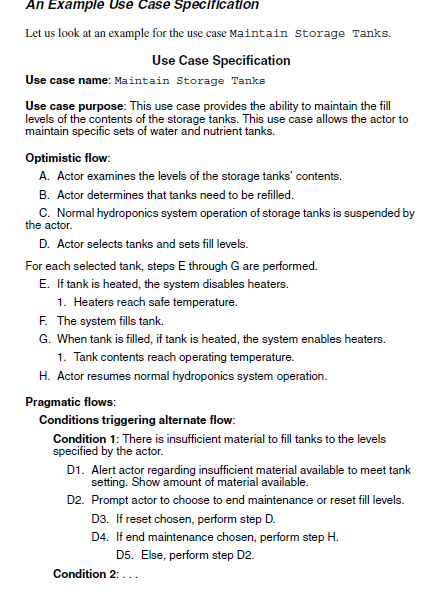 An Example Use Case Specification
Let us look at an example for the use case Maintain Storage Tanks.
Use Case Specification
Use case name: Maintain Storage Tanks
Use case purpose: This use case provides the ability to maintain the fill
levels of the contents of the storage tanks. This use case allows the actor to
maintain specific sets of water and nutrient tanks.
Optimistic flow:
A. Actor examines the levels of the storage tanks' contents.
B. Actor determines that tanks need to be refilled.
C. Normal hydroponics system operation of storage tanks is suspended by
the actor.
D. Actor selects tanks and sets fill levels.
For each selected tank, steps E through G are performed.
E. If tank is heated, the system disables heaters.
1. Heaters reach safe temperature.
F. The system fills tank.
G. When tank is filled, if tank is heated, the system enables heaters.
1. Tank contents reach operating temperature.
H. Actor resumes normal hydroponics system operation.
Pragmatic flows:
Conditions triggering alternate flow:
Condition 1: There is insufficient material to fill tanks to the levels
specified by the actor.
D1. Alert actor regarding insufficient material available to meet tank
setting. Show amount of material available.
D2. Prompt actor to choose to end maintenance or reset fill levels.
D3. If reset chosen, perform step D.
D4. If end maintenance chosen, perform step H.
D5. Else, perform step D2.
Condition 2: . . .